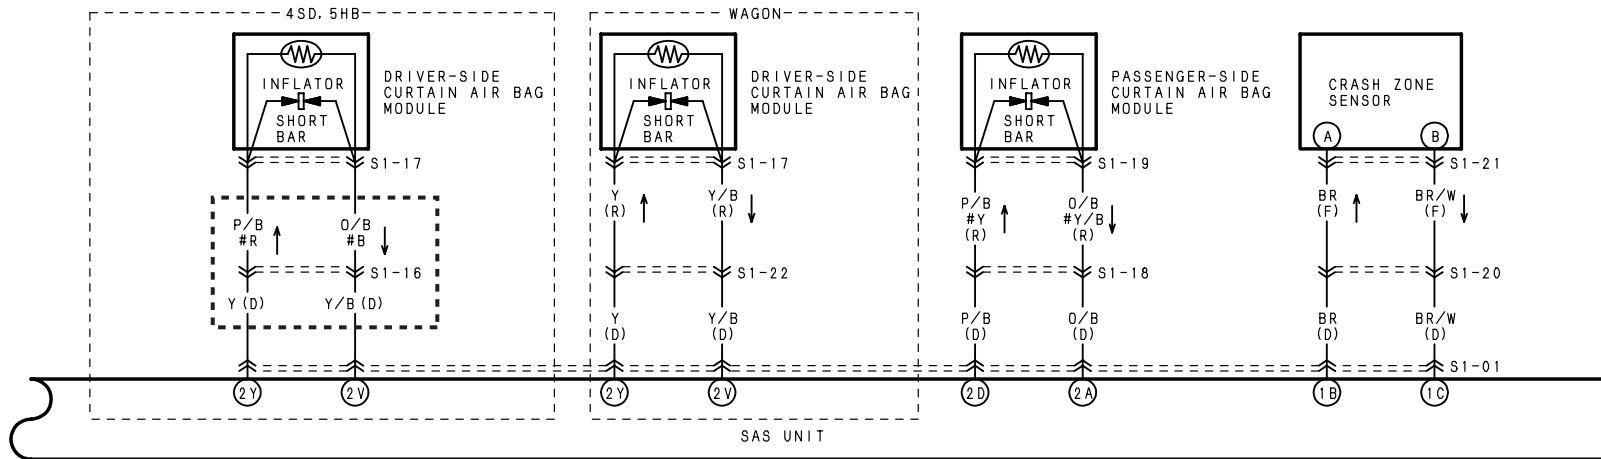 4SD, 5HB
WAGON
INFLATOR
SHORT
BAR
DRIVER-SIDE
CURTAIN AIR BAG
MODULE
INFLATOR
SHORT
BAR
DRIVER-SIDE
CURTAIN AIR BAG
MODULE
INFLATOR
SHORT
BAR
PASSENGER-SIDE
CURTAIN AIR BAG
MODULE
CRASH ZONE
SENSOR
A
B
S1-17
S1-17
S1-19
S1-21
P/B
#R
O/B
#B
Y
(R)
Y/B
(R)
P/B
#Y
(R)
O/B
#Y/B
(R)
BR
(F)
BR/W
(F)
S1-16
S1-22
S1-18
S1-20
Y (D)
Y/B (D)
Y
(D)
Y/B
(D)
P/B
(D)
O/B
(D)
BR
(D)
BR/W
(D)
S1-01
2Y
2V
2Y
2V
2D
2A
1B
1C
SAS UNIT